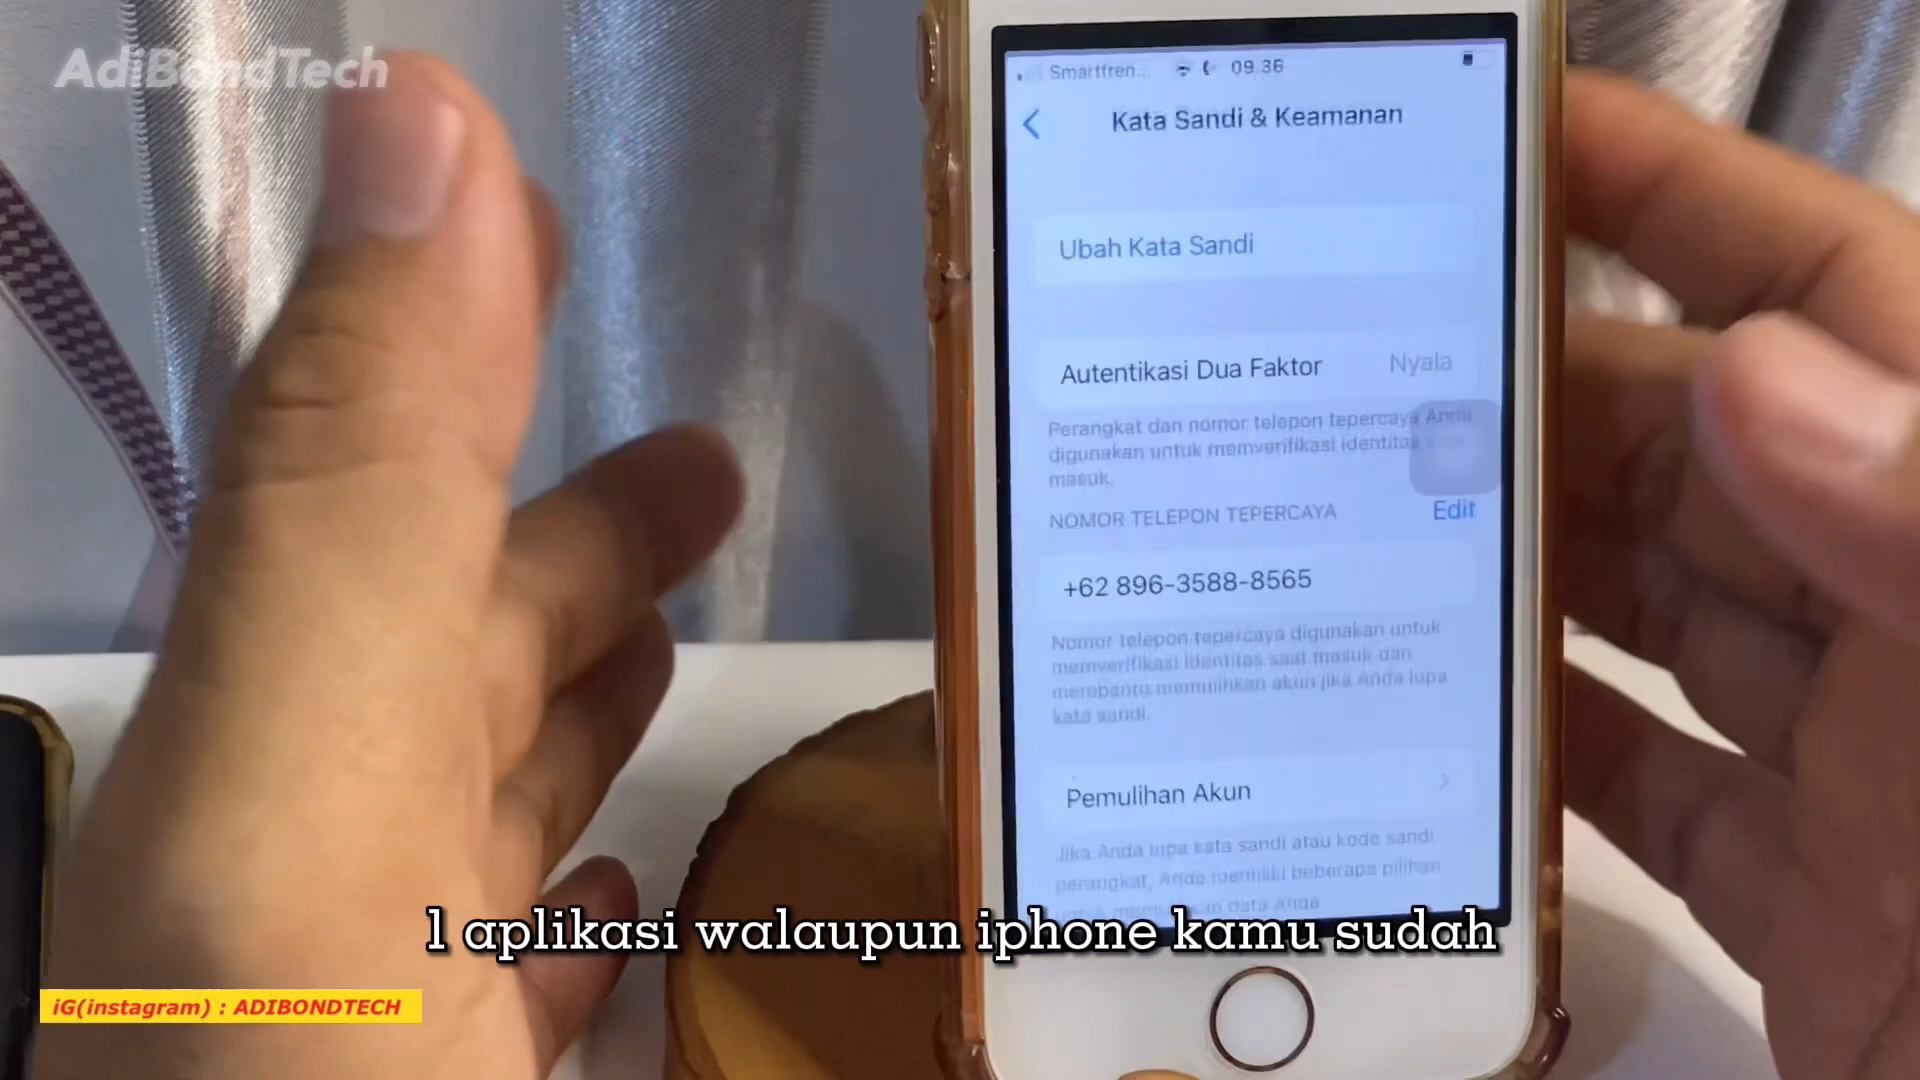 AdiBondTech
Smartfren...
09.36
Kata Sandi & Keamanan
Ubah Kata Sandi
Autentikasi Dua Faktor
Nyala
Perangkat dan nomor telepon tepercaya Anda
digunakan untuk memverifikasi identitas saat
masuk.
NOMOR TELEPON TEPERCAYA
Edit
+62 896-3588-8565
Nomor telepon tepercaya digunakan untuk
memverifikasi identitas saat masuk dan
membantu memulihkan akun jika Anda lupa
kata sandi.
Pemulihan Akun
Jika Anda lupa kata sandi atau kode sandi
perangkat, Anda memiliki beberapa pilihan
data Anda
l aplikasi walaupun iphone kamu sudah
iG(instagram) : ADIBONDTECH